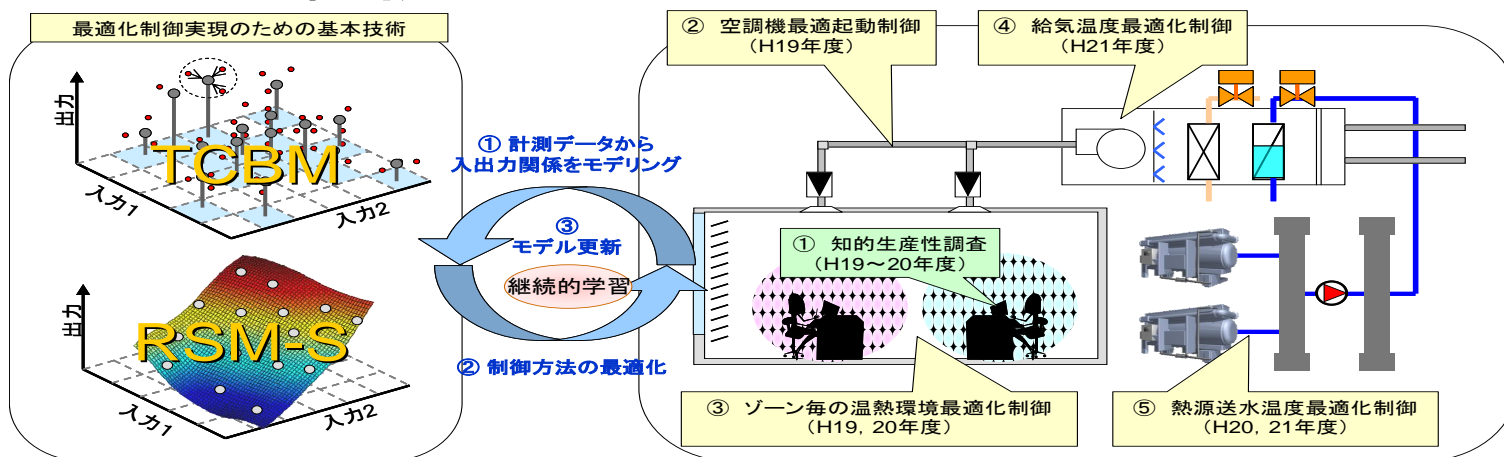 最適化制御実現のための基本技術
出力
TCBM
入力1
入力2
出力
RSM-S
入力1
入力2
① 計測データから
入出力関係をモデリング
③
モデル更新
継続的学習
② 制御方法の最適化
② 空調機最適起動制御
(H19年度)
④ 給気温度最適化制御
(H21年度)
① 知的生産性調査
(H19～20年度)
③ ゾーン毎の温熱環境最適化制御
(H19, 20年度)
⑤ 熱源送水温度最適化制御
(H20, 21年度)